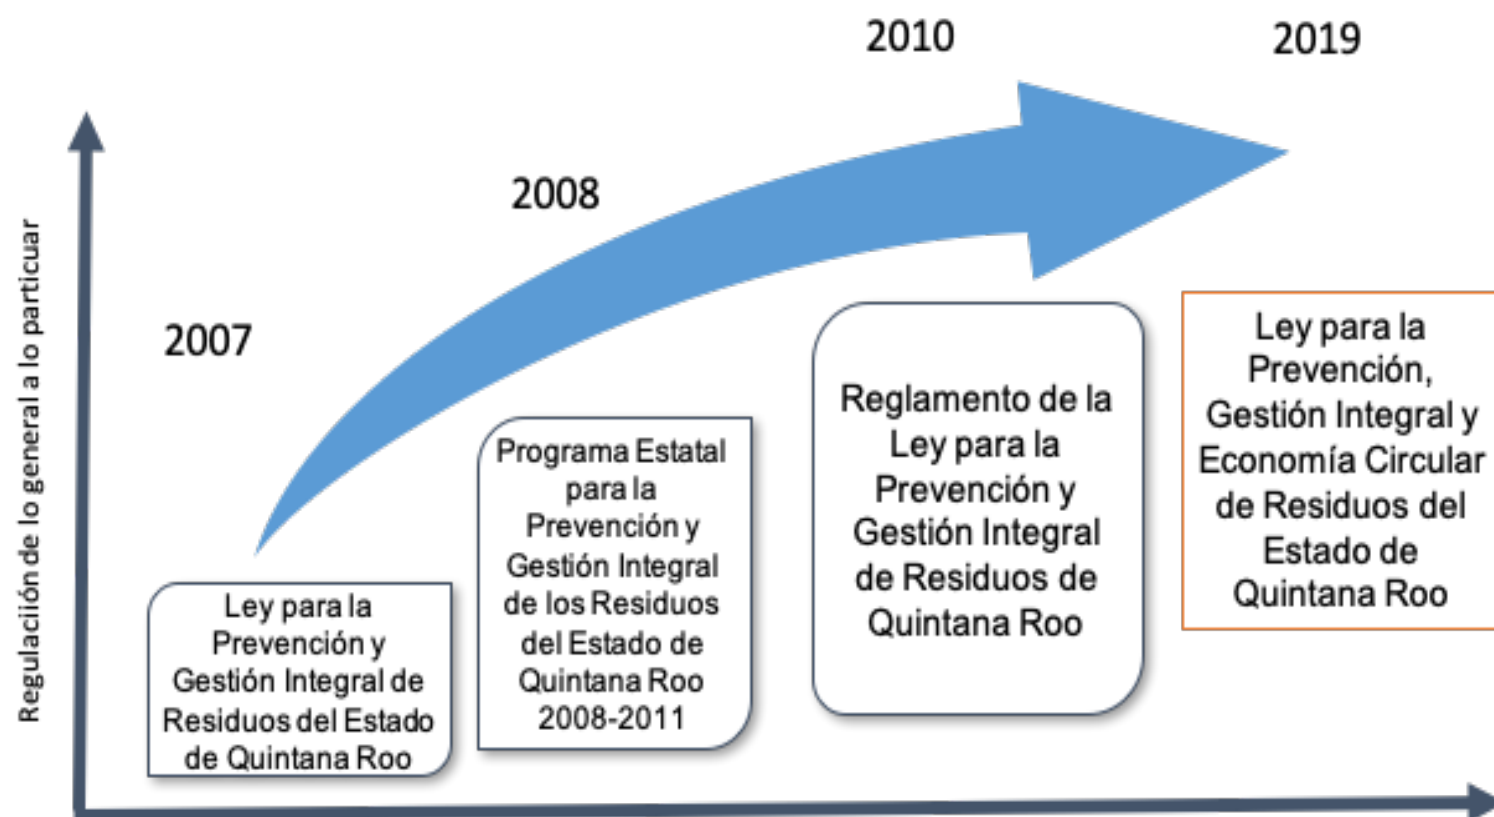 2010
2019
2008
2007
Regulaciión de lo general a lo particuar
Ley para la
Prevención y
Gestión Integral de
Residuos del Estado
de Quintana Roo
Programa Estatal
para la
Prevención y
Gestión Integral
de los Residuos
del Estado de
Quintana Roo
2008-2011
Reglamento de la
Ley para la
Prevención y
Gestión Integral
de Residuos de
Quintana Roo
Ley para la
Prevención,
Gestión Integral y
Economía Circular
de Residuos del
Estado de
Quintana Roo